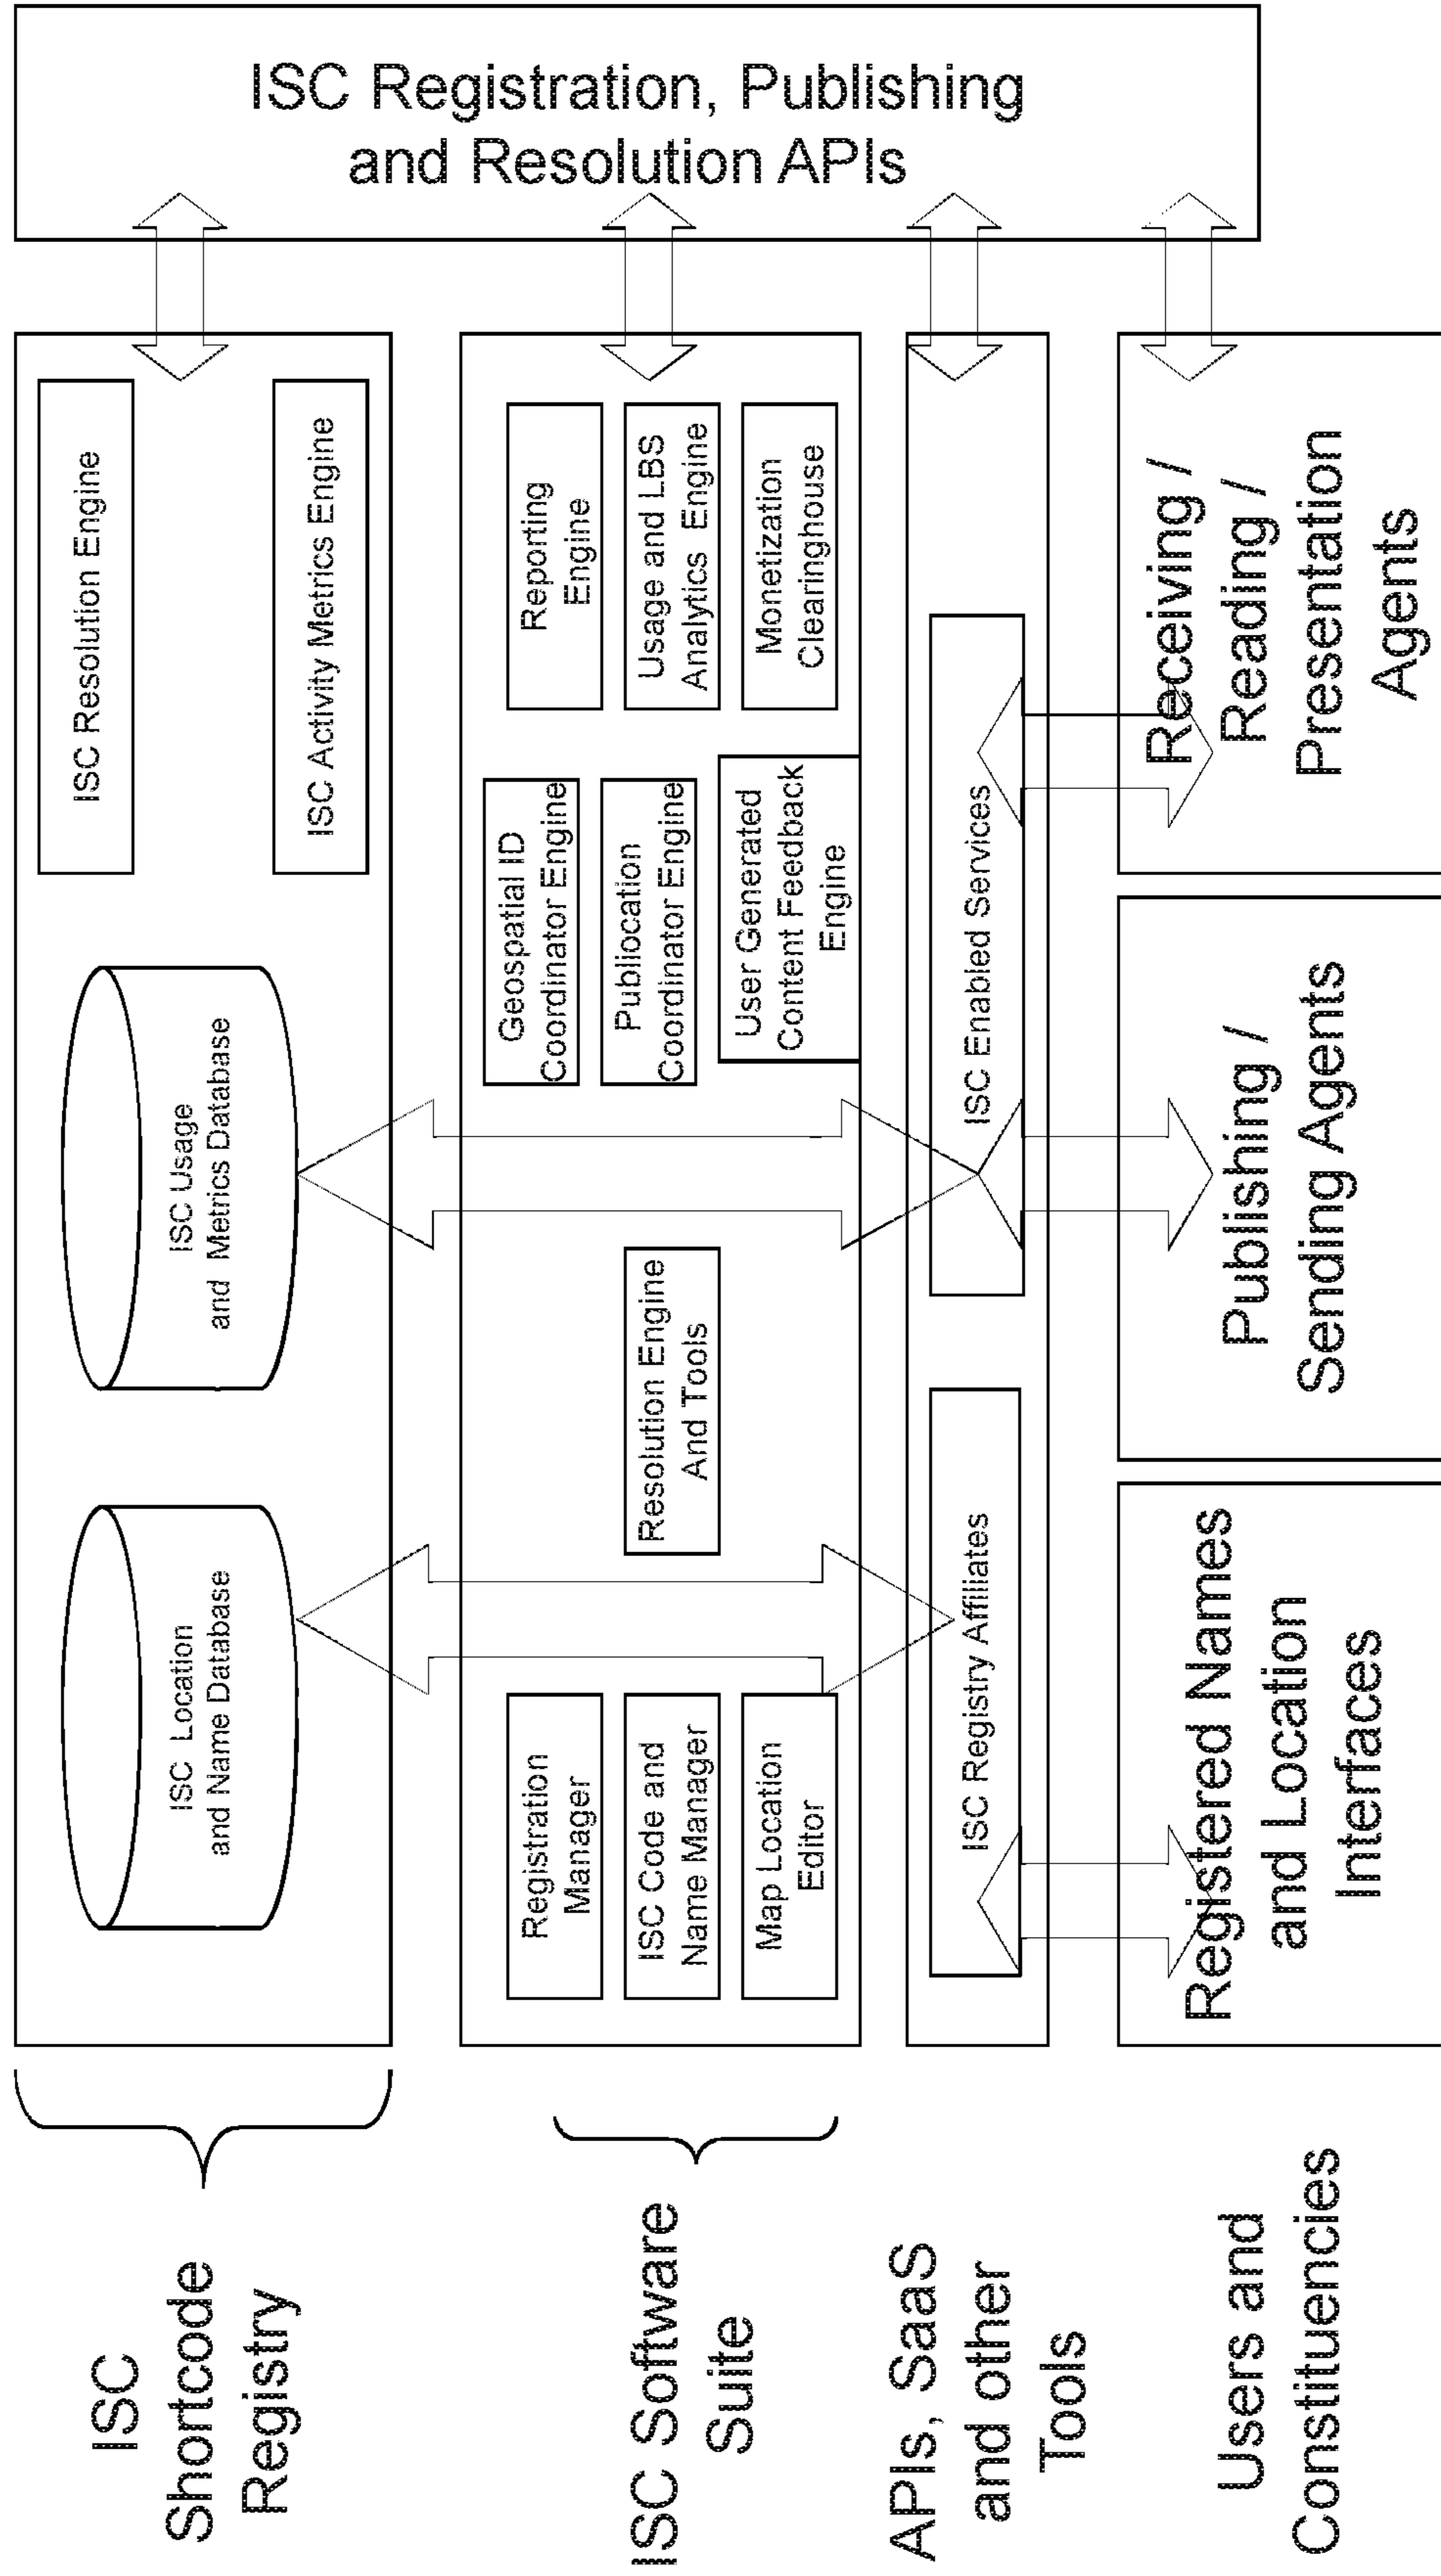 ISC Registration, Publishing
and Resolution APIs
ISC
Shortcode
Registry
ISC Location
and Name Database
ISC Usage
and Metrics Database
ISC Resolution Engine
ISC Activity Metrics Engine
ISC Software
Suite
Registration
Manager
ISC Code and
Name Manager
Map Location
Editor
Resolution Engine
And Tools
Geospatial ID
Coordinator Engine
Publocation
Coordinator Engine
User Generated
Content Feedback
Engine
Reporting
Engine
Usage and LBS
Analytics Engine
Monetization
Clearinghouse
APIs, SaaS
and other
Tools
ISC Registry Affiliates
ISC Enabled Services
Users and
Constituencies
Registered Names
and Location
Interfaces
Publishing /
Sending Agents
Receiving /
Reading /
Presentation
Agents